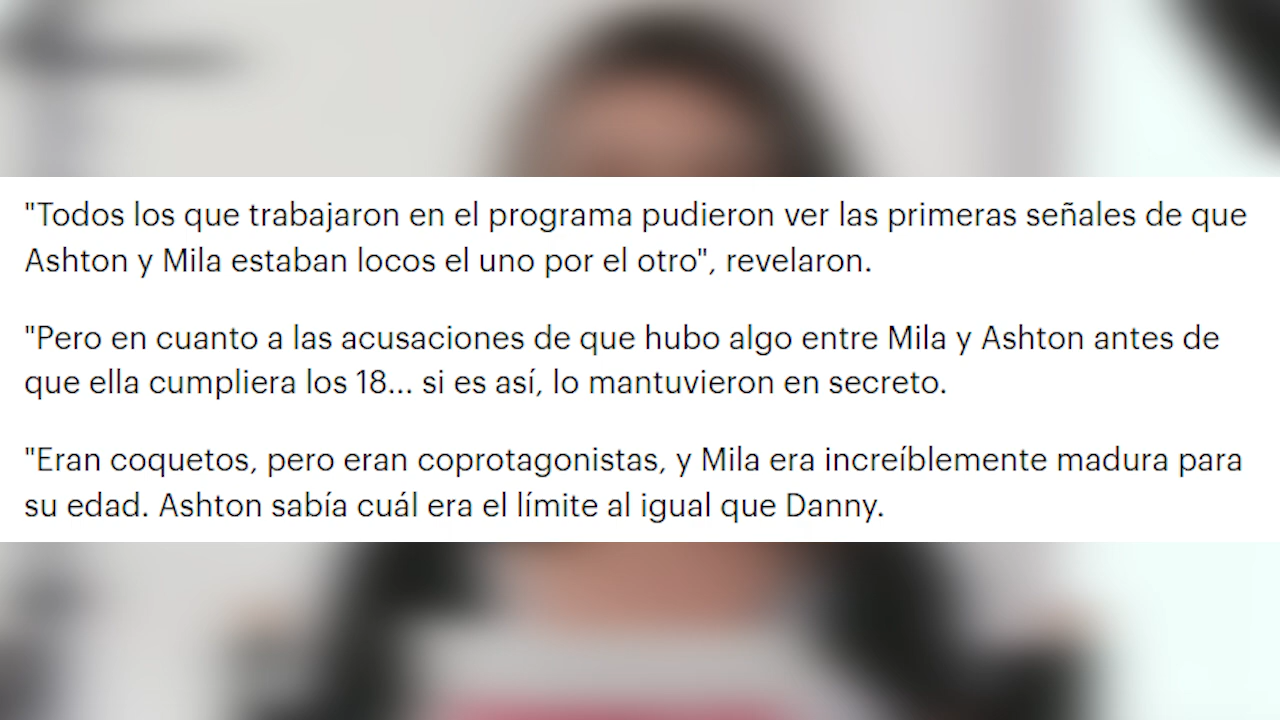 "Todos los que trabajaron en el programa pudieron ver las primeras señales de que
Ashton y Mila estaban locos el uno por el otro", revelaron.
"Pero en cuanto a las acusaciones de que hubo algo entre Mila y Ashton antes de
que ella cumpliera los 18... si es así, lo mantuvieron en secreto.
"Eran coquetos, pero eran coprotagonistas, y Mila era increíblemente madura para
su edad. Ashton sabía cuál era el límite al igual que Danny.